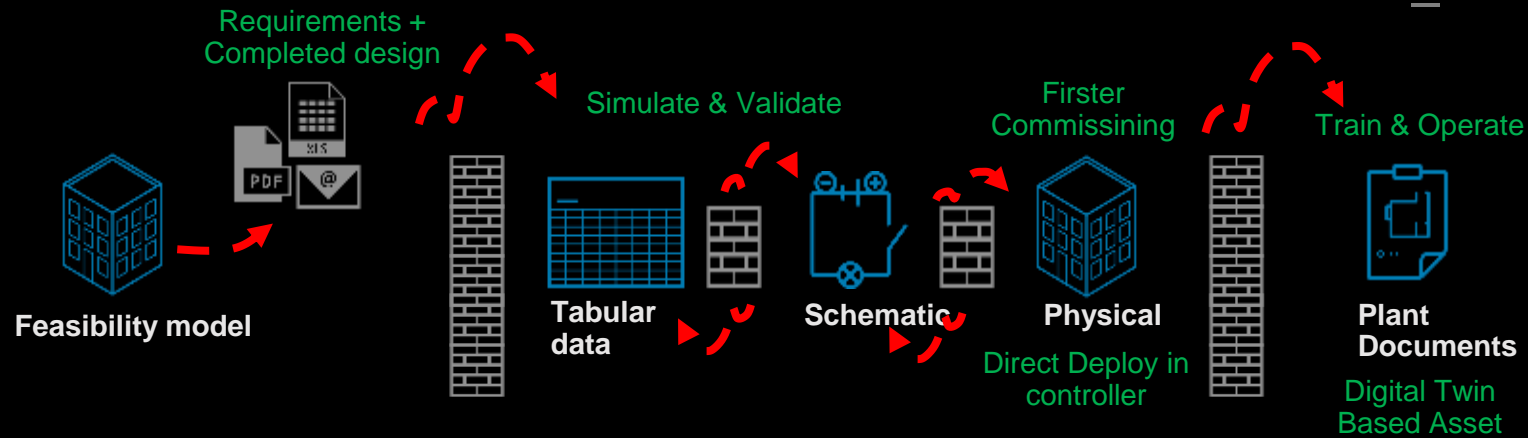 Requirements +
Completed design
XLS
PDF
@
Feasibility model
Simulate & Validate
Tabular
data
Schematic
Firster
Commissining
Physical
Direct Deploy in
controller
Train & Operate
Plant
Documents
Digital Twin
Based Asset